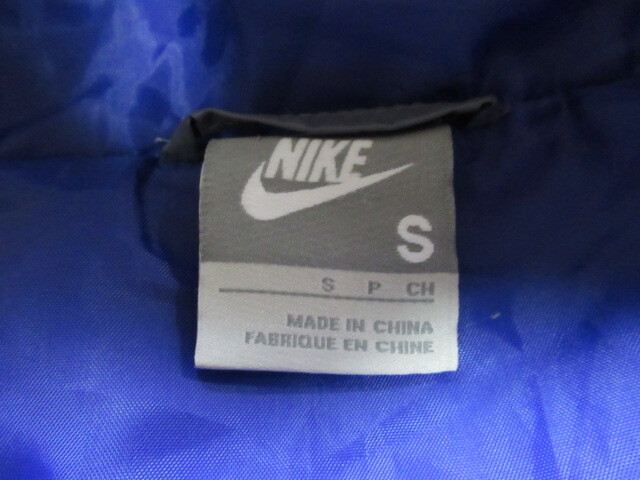 NIKE
S
S P CH
MADE IN CHINA
FABRIQUE EN CHINE